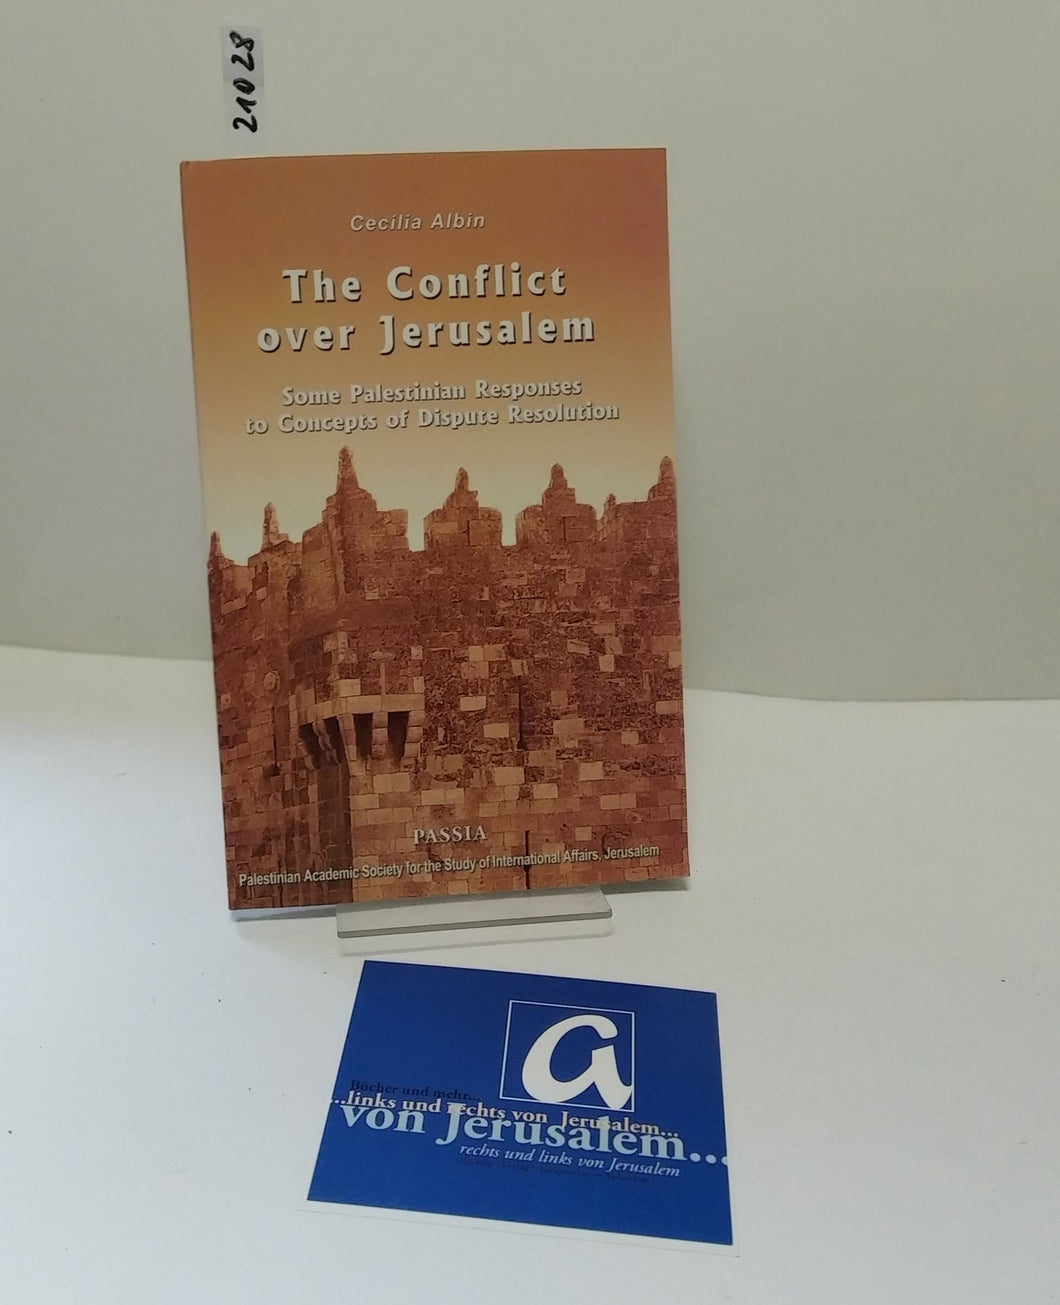 21028
Cecilia Albin
The Conflict
over Jerusalem
Some Palestinian Responses
to Concepts of Dispute Resolution
PASSIA
Palestinian Academic Society for the Study of International Affairs, Jerusalem
a
Bücher und mehr...
...links und rechts von Jerusalem...
von Jerusalem...
rechts und links von Jerusalem